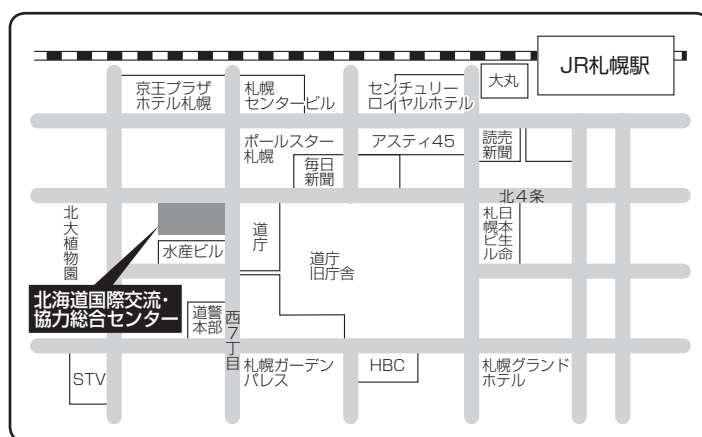 JR札幌駅
京王プラザ
ホテル札幌
札幌
センタービル
センチュリー
ロイヤルホテル
大丸
ポールスター
札幌
アスティ45
読売
新聞
毎日
新聞
北4条
北大植物園
道庁
日本生命
札幌ビル
水産ビル
道庁
旧庁舎
北海道国際交流・
協力総合センター
道警
本部
西7丁目
STV
札幌ガーデン
パレス
HBC
札幌グランド
ホテル